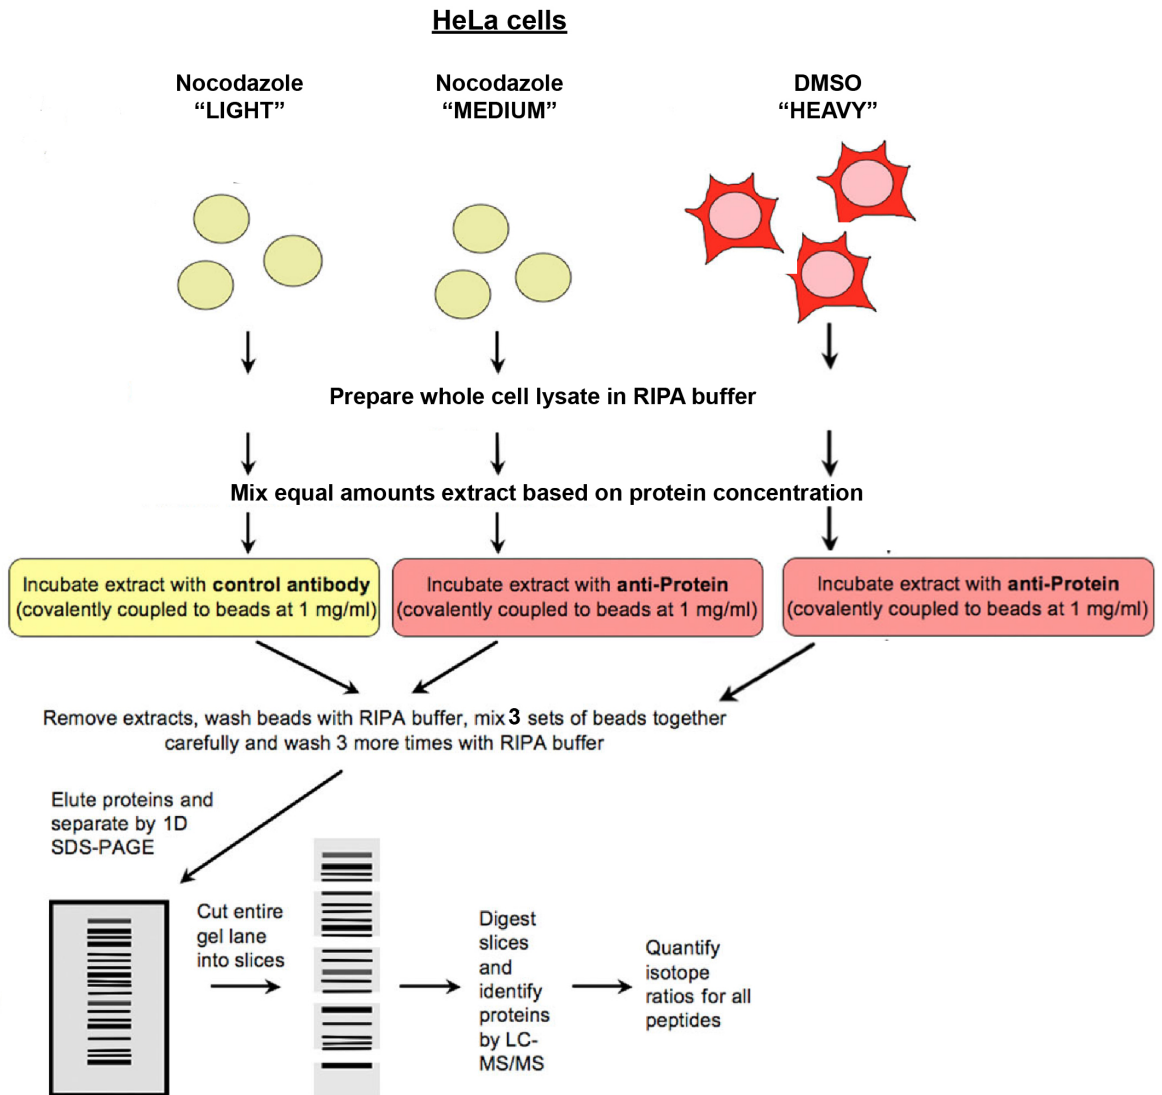 HeLa cells
Nocodazole
“LIGHT”
Nocodazole
“MEDIUM”
DMSO
“HEAVY”
Prepare whole cell lysate in RIPA buffer
Mix equal amounts extract based on protein concentration
Incubate extract with control antibody
(covalently coupled to beads at 1 mg/ml)
Incubate extract with anti-Protein
(covalently coupled to beads at 1 mg/ml)
Incubate extract with anti-Protein
(covalently coupled to beads at 1 mg/ml)
Remove extracts, wash beads with RIPA buffer, mix 3 sets of beads together
carefully and wash 3 more times with RIPA buffer
Elute proteins and
separate by 1D
SDS-PAGE
Cut entire
gel lane
into slices
Digest
slices
and
identify
proteins
by LC-
MS/MS
Quantify
isotope
ratios for all
peptides